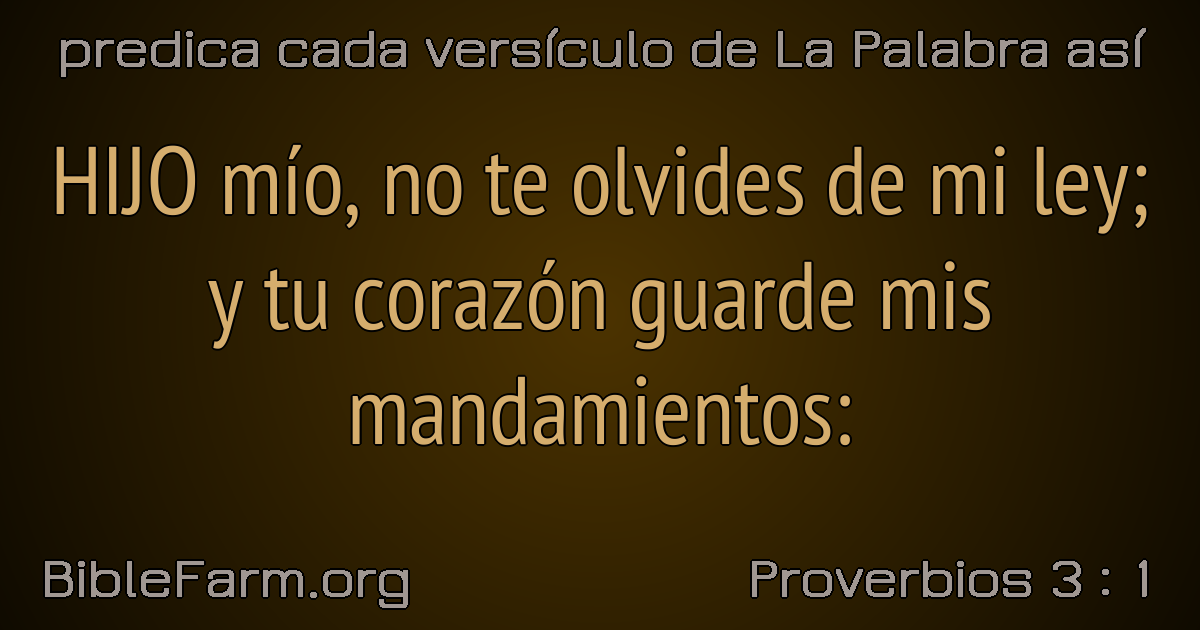 predica cada versículo de La Palabra así
HIJO mío, no te olvides de mi ley;
y tu corazón guarde mis
mandamientos:
BibleFarm.org
Proverbios 3 : 1